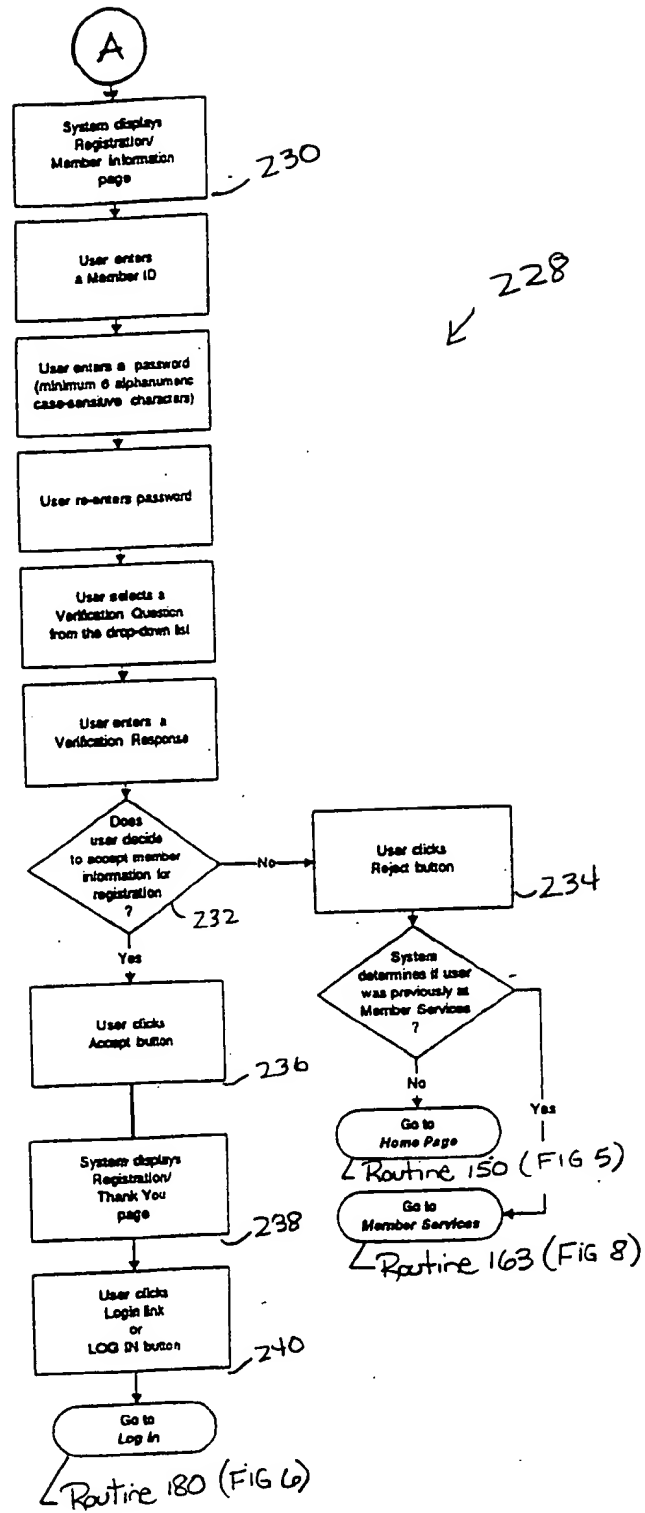 A
System displays
Registration/
Member Information
page
230
User enters
a Member ID
228
User enters a password
(minimum 6 alphanumeric
case-sensitive characters)
User re-enters password
User selects a
Verification Question
from the drop-down list
User enters a
Verification Response
Does
user decide
to accept member
information for
registration
?
232
No
User clicks
Reject button
234
Yes
System
determines if user
was previously at
Member Services
?
User clicks
Accept button
236
No
Yes
Go to
Home Page
Routine 150 (FIG 5)
System displays
Registration/
Thank You
page
238
Go to
Member Services
Routine 163 (FIG 8)
User clicks
Login link
or
LOG IN button
240
Go to
Log In
Routine 180 (FIG 6)